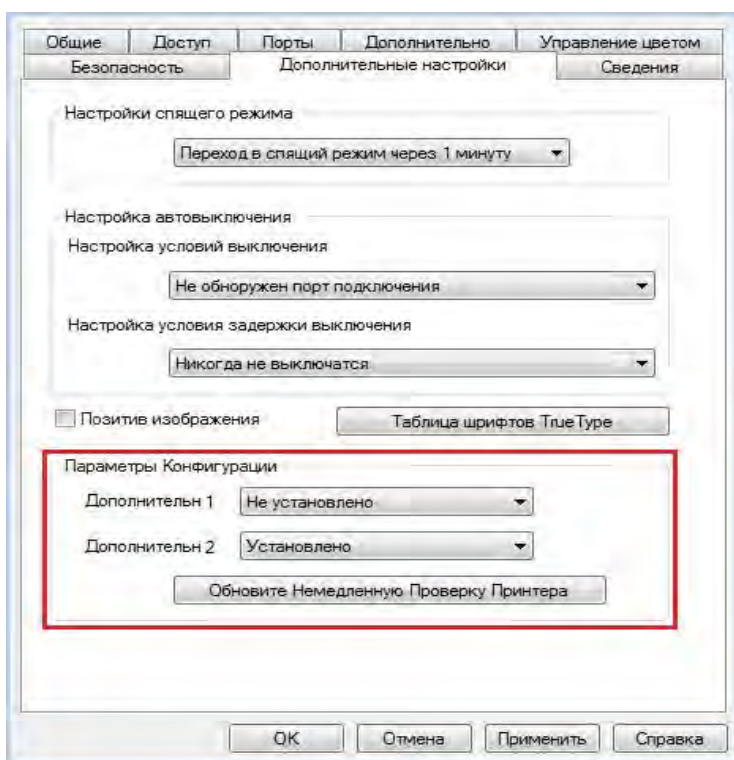 Общие Доступ Порты Дополнительно Управление цветом
Безопасность Дополнительные настройки Сведения
Настройки спящего режима
Переход в спящий режим через 1 минуту
Настройка автовыключения
Настройка условий выключения
Не обноружен порт подключения
Настройка условия задержки выключения
Никогда не выключатся
Позитив изображения Таблица шрифтов TrueType
Параметры Конфигурации
Дополнительн 1 Не установлено
Дополнительн 2 Установлено
Обновите Немедленную Проверку Принтера
OK Отмена Применить Справка